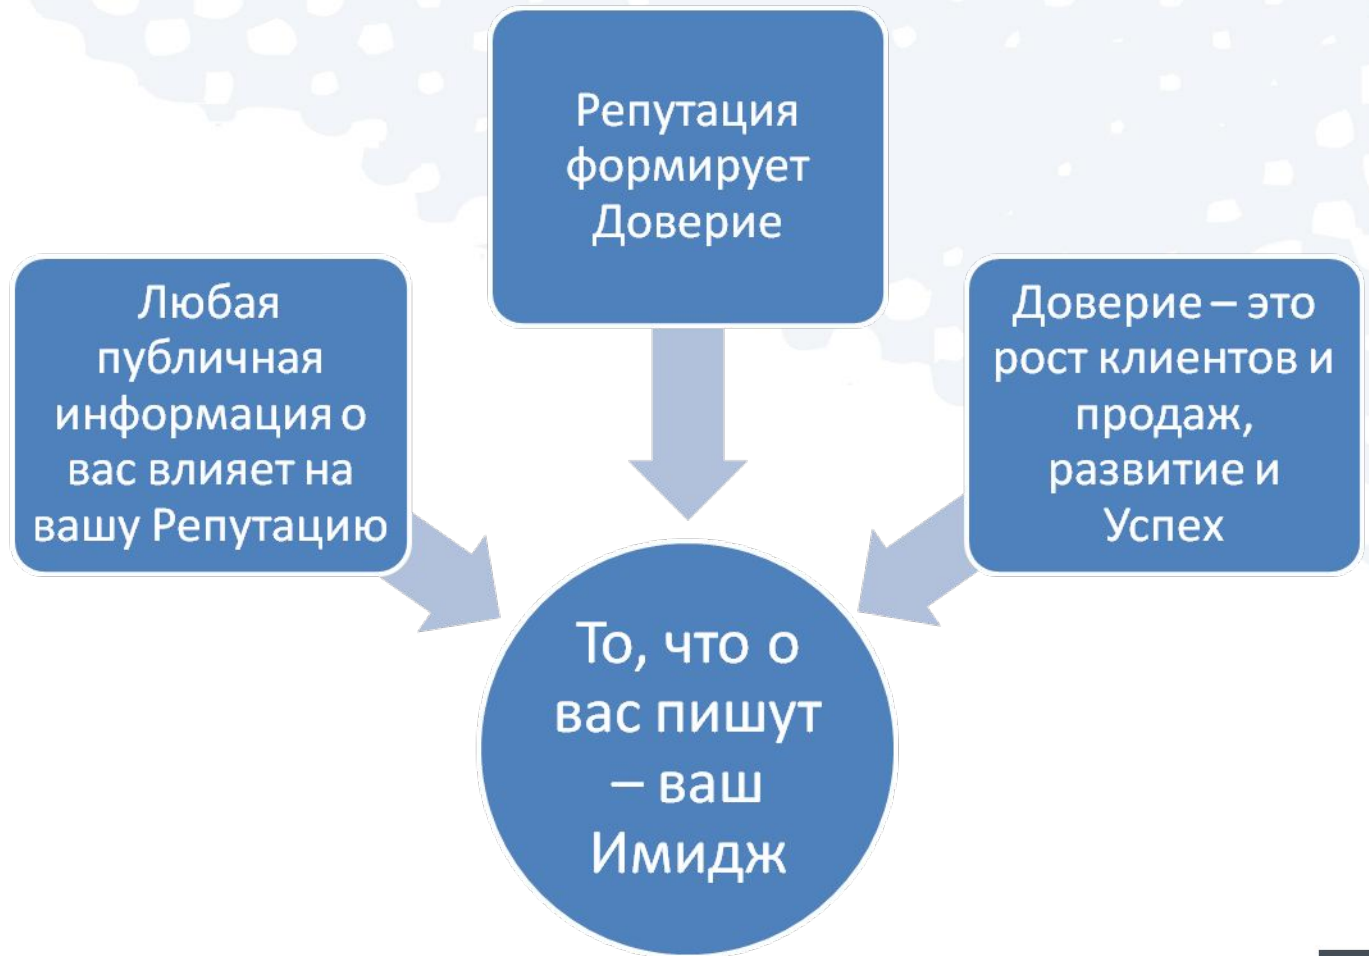 Репутация
формирует
Доверие
Любая
публичная
информация о
вас влияет на
вашу Репутацию
Доверие – это
рост клиентов и
продаж,
развитие и
Успех
То, что о
вас пишут
– ваш
Имидж